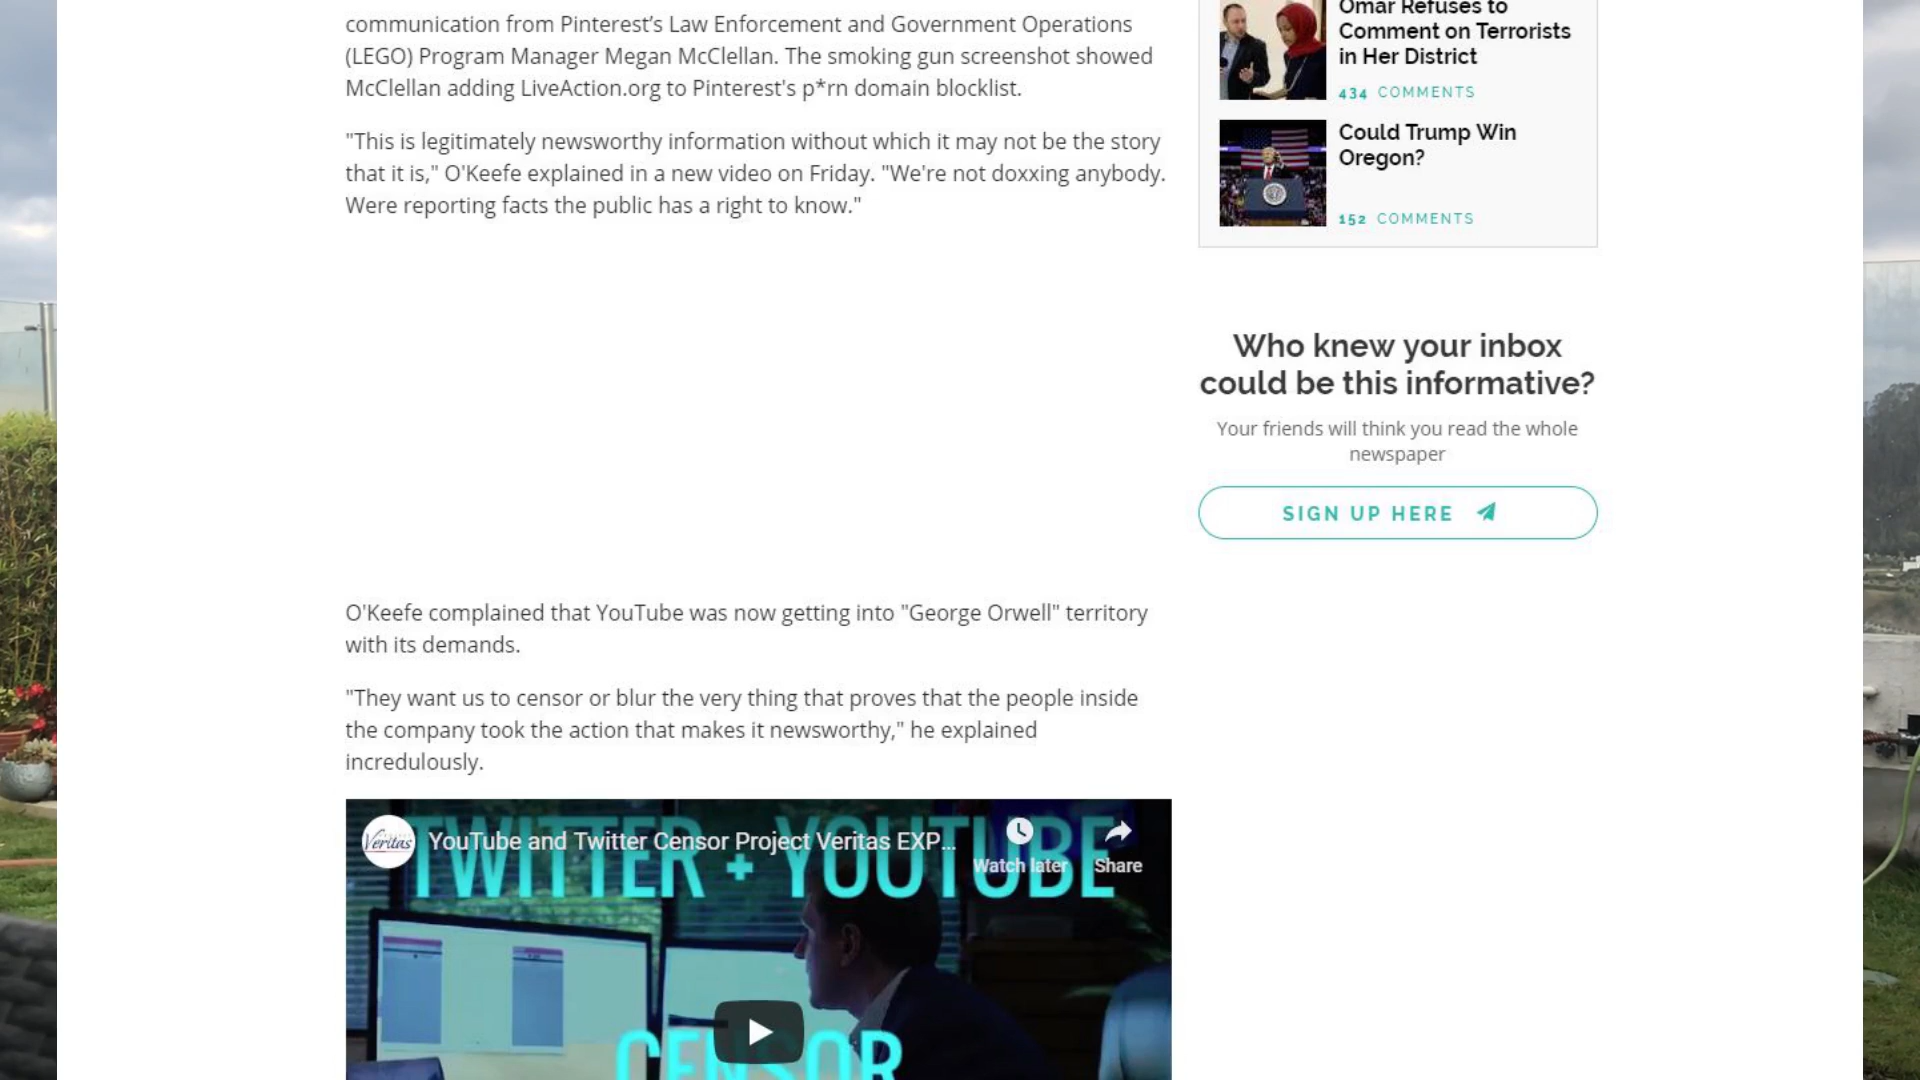 communication from Pinterest’s Law Enforcement and Government Operations
(LEGO) Program Manager Megan McClellan. The smoking gun screenshot showed
McClellan adding LiveAction.org to Pinterest's p*rn domain blocklist.
"This is legitimately newsworthy information without which it may not be the story
that it is," O'Keefe explained in a new video on Friday. "We're not doxxing anybody.
Were reporting facts the public has a right to know."
O'Keefe complained that YouTube was now getting into "George Orwell" territory
with its demands.
"They want us to censor or blur the very thing that proves that the people inside
the company took the action that makes it newsworthy," he explained
incredulously.
Veritas
YouTube and Twitter Censor Project Veritas EXP...
Watch later
Share
TWITTER + YOUTUBE
CENSOR
Omar Refuses to
Comment on Terrorists
in Her District
434 COMMENTS
Could Trump Win
Oregon?
152 COMMENTS
Who knew your inbox
could be this informative?
Your friends will think you read the whole
newspaper
SIGN UP HERE